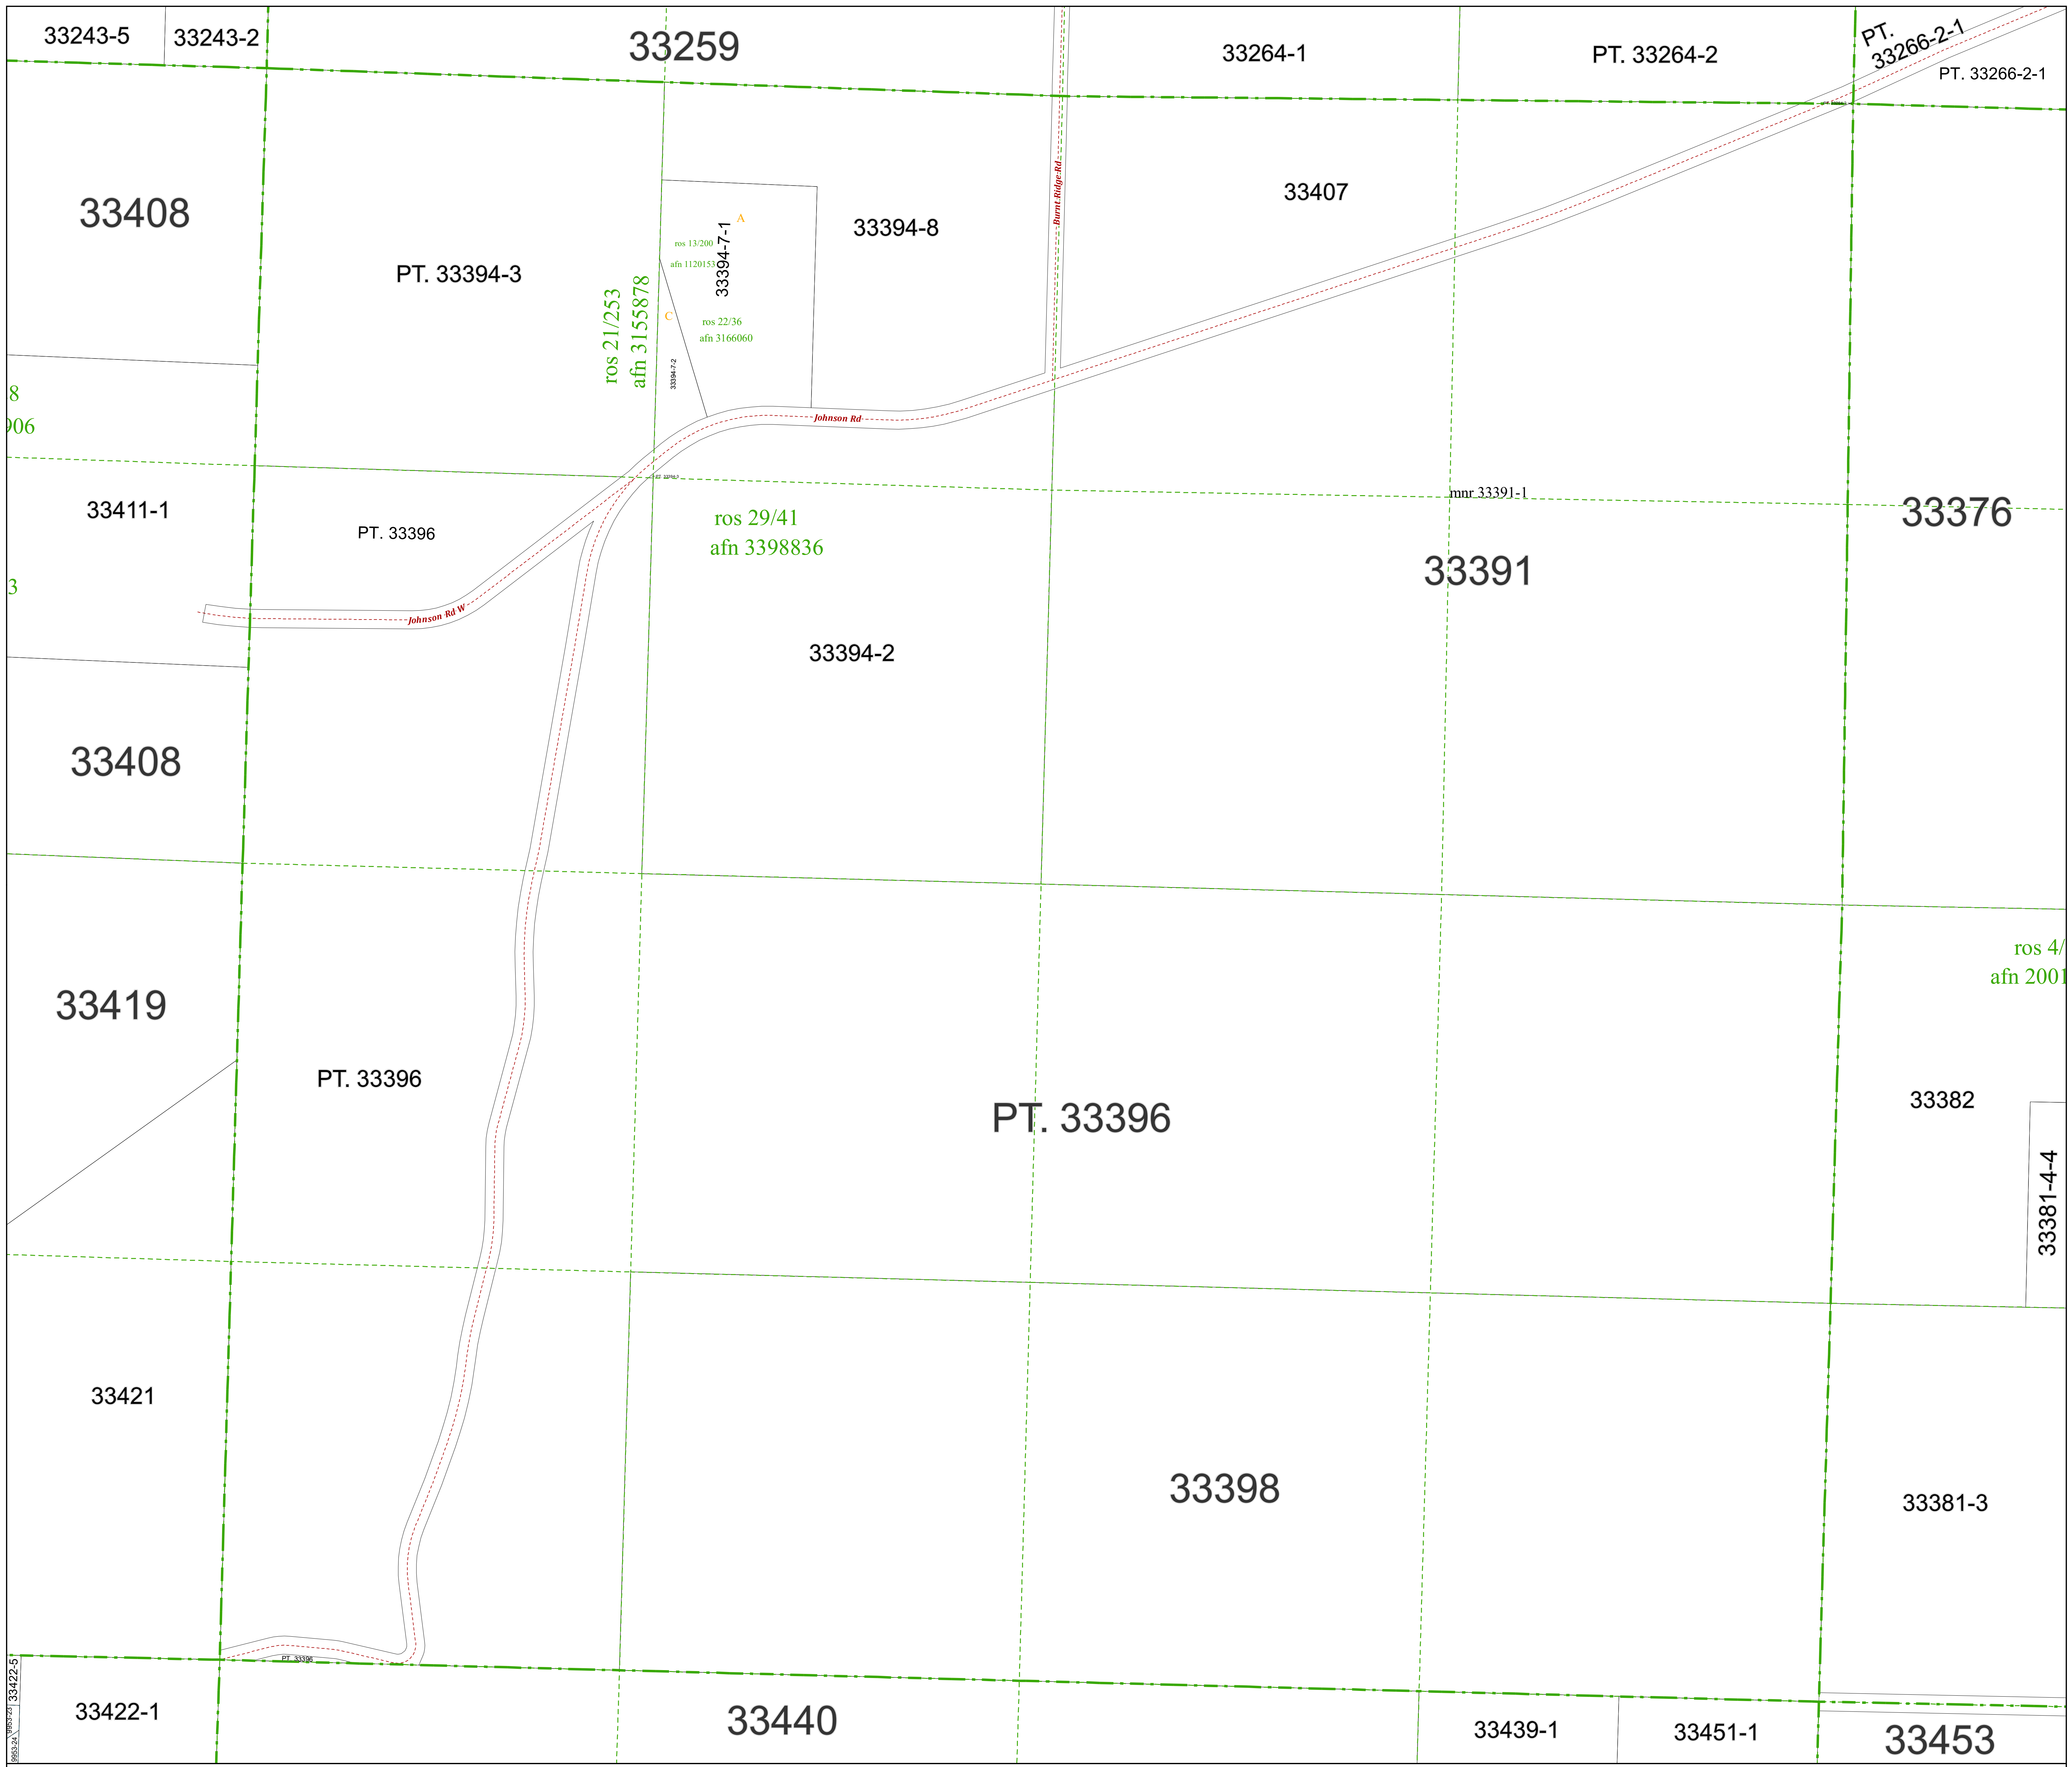 33243-5
33243-2
33259
33264-1
PT. 33264-2
PT.
33266-2-1
PT. 33266-2-1
33408
PT. 33394-3
ros 21/253
afn 3155878
A
ros 13/200
afn 1120153
33394-7-1
C
ros 22/36
afn 3166060
33394-7-2
33394-8
Burnt Ridge Rd
33407
8
906
Johnson Rd
33411-1
PT. 33396
ros 29/41
afn 3398836
mnr 33391-1
33376
33391
3
Johnson Rd W
33394-2
33408
ros 4/
afn 2001
33419
PT. 33396
PT. 33396
33382
33381-4-4
33421
33398
33381-3
PT. 33396
33422-5
9953-23
9953-24
33422-1
33440
33439-1
33451-1
33453